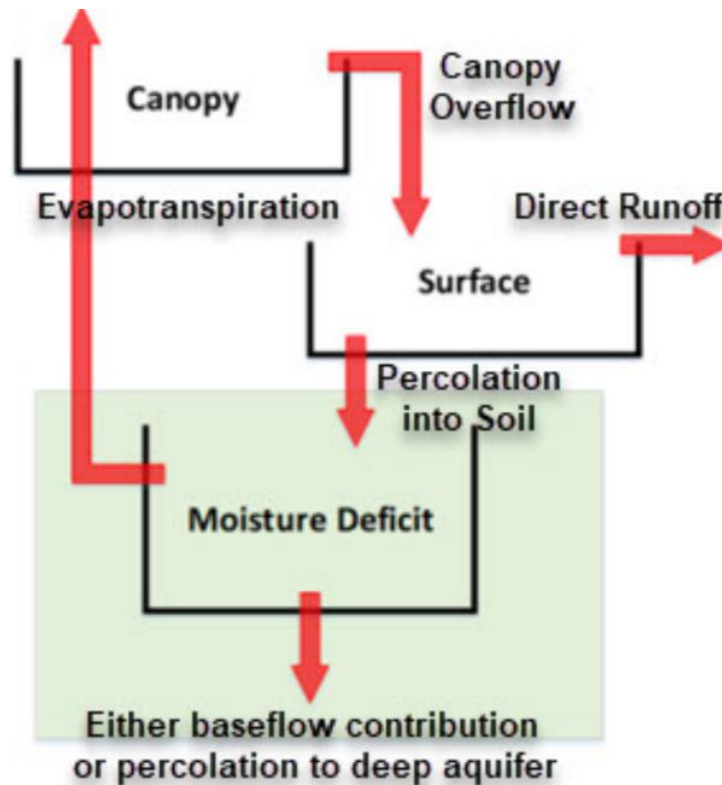 Canopy
Canopy
Overflow
Evapotranspiration
Direct Runoff
Surface
Percolation
into Soil
Moisture Deficit
Either baseflow contribution
or percolation to deep aquifer